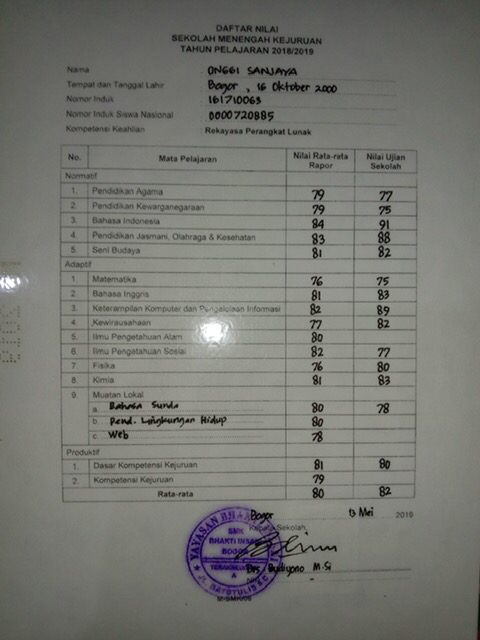 DAFTAR NILAI
SEKOLAH MENENGAH KEJURUAN
TAHUN PELAJARAN 2018/2019
Nama ONGGI SANJAYA
Tempat dan Tanggal Lahir Bogor, 16 Oktober 2000
Nomor Induk 161710063
Nomor Induk Siswa Nasional 0000720885
Kompetensi Keahlian Rekayasa Perangkat Lunak
No. Mata Pelajaran Nilai Rata-rata Rapor Nilai Ujian Sekolah
Normatif
1. Pendidikan Agama 79 77
2. Pendidikan Kewarganegaraan 79 75
3. Bahasa Indonesia 84 91
4. Pendidikan Jasmani, Olahraga & Kesehatan 83 88
5. Seni Budaya 81 82
Adaptif
1. Matematika 76 75
2. Bahasa Inggris 81 83
3. Keterampilan Komputer dan Pengelolaan Informasi 82 89
4. Kewirausahaan 77 82
5. Ilmu Pengetahuan Alam 80
6. Ilmu Pengetahuan Sosial 82 77
7. Fisika 76 80
8. Kimia 81 83
9. Muatan Lokal
a. Bahasa Sunda 80 78
b. Pend. Lingkungan Hidup 80
c. Web 78
Produktif
1. Dasar Kompetensi Kejuruan 81 80
2. Kompetensi Kejuruan 79
Rata-rata 80 82
Bogor 13 Mei 2019
Kepala Sekolah,
YAYASAN
SMK
BHAKTI
BOGOR
A
JL. BATUTULIS
Drs Budiyono M.Si